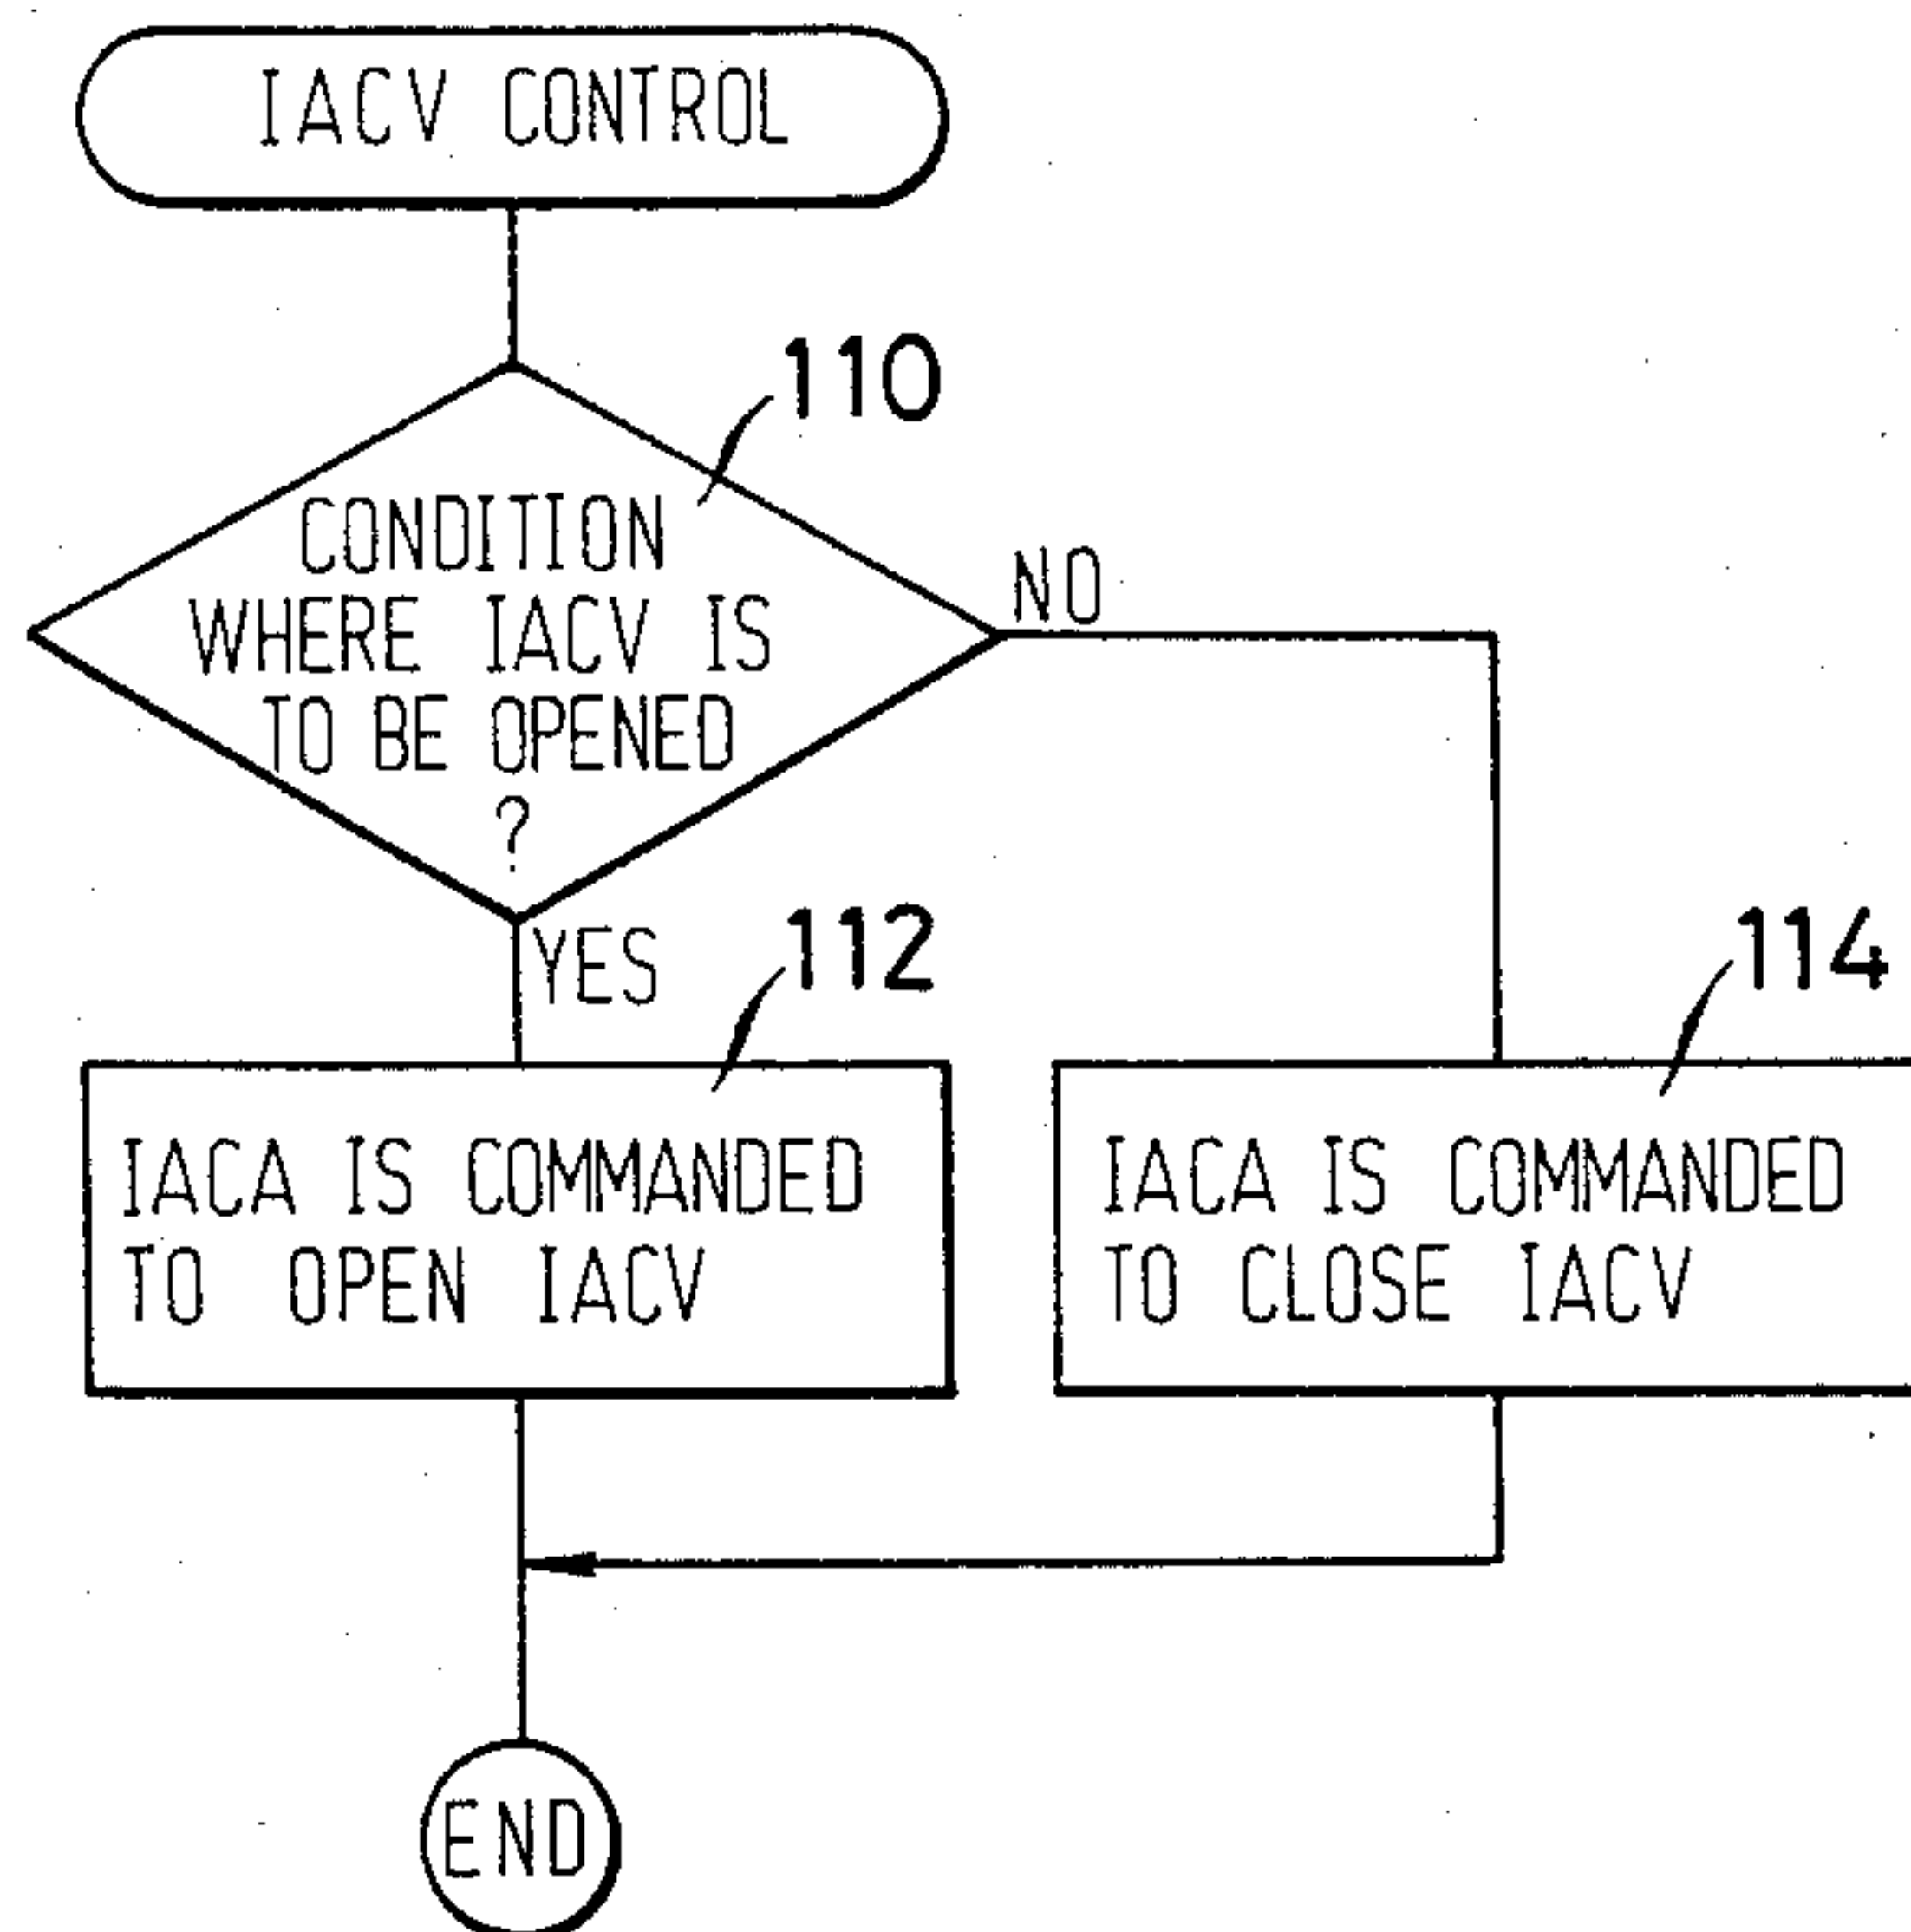 IACV CONTROL
110
CONDITION
WHERE IACV IS
TO BE OPENED
?
NO
YES
112
IACA IS COMMANDED
TO OPEN IACV
114
IACA IS COMMANDED
TO CLOSE IACV
END